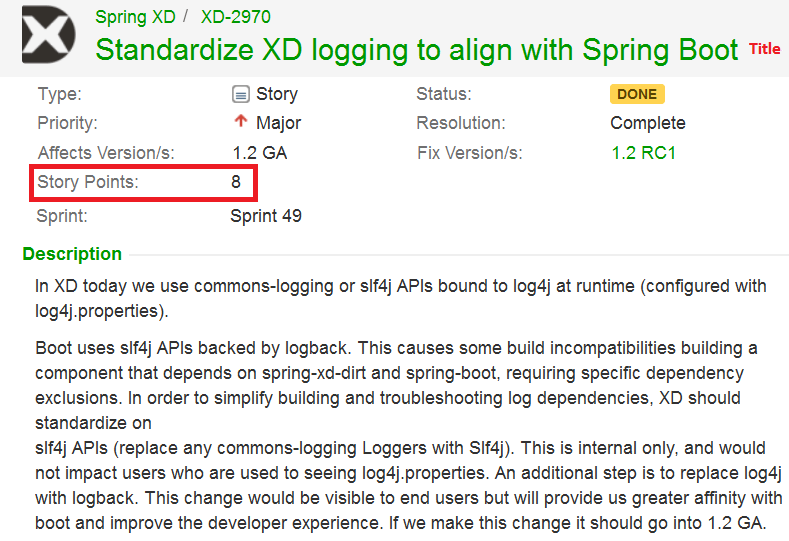 Spring XD / XD-2970
Standardize XD logging to align with Spring Boot Title
Type: Story Status: DONE
Priority: Major Resolution: Complete
Affects Version/s: 1.2 GA Fix Version/s: 1.2 RC1
Story Points: 8
Sprint: Sprint 49
Description
In XD today we use commons-logging or slf4j APIs bound to log4j at runtime (configured with
log4j.properties).
Boot uses slf4j APIs backed by logback. This causes some build incompatibilities building a
component that depends on spring-xd-dirt and spring-boot, requiring specific dependency
exclusions. In order to simplify building and troubleshooting log dependencies, XD should
standardize on
slf4j APIs (replace any commons-logging Loggers with Slf4j). This is internal only, and would
not impact users who are used to seeing log4j.properties. An additional step is to replace log4j
with logback. This change would be visible to end users but will provide us greater affinity with
boot and improve the developer experience. If we make this change it should go into 1.2 GA.